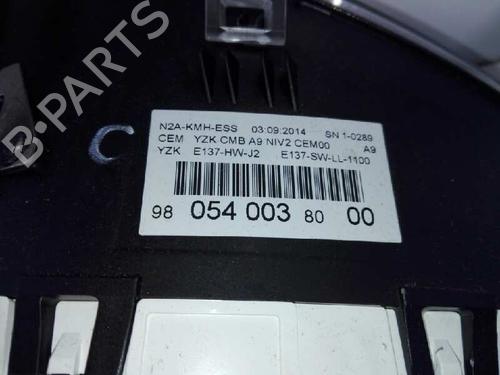 N2A-KMH-ESS 03:09:2014 SN 1-0289
CEM YZK CMB A9 NIV2 CEM00 A9
YZK E137-HW-J2 E137-SW-LL-1100
98 054 003 80 00
C
B-PARTS